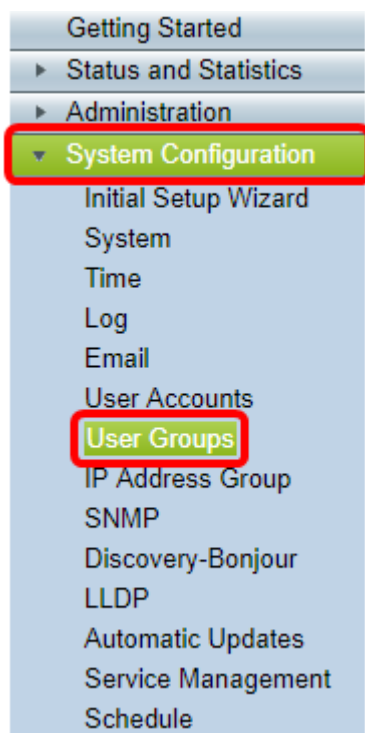 Getting Started
Status and Statistics
Administration
System Configuration
Initial Setup Wizard
System
Time
Log
Email
User Accounts
User Groups
IP Address Group
SNMP
Discovery-Bonjour
LLDP
Automatic Updates
Service Management
Schedule